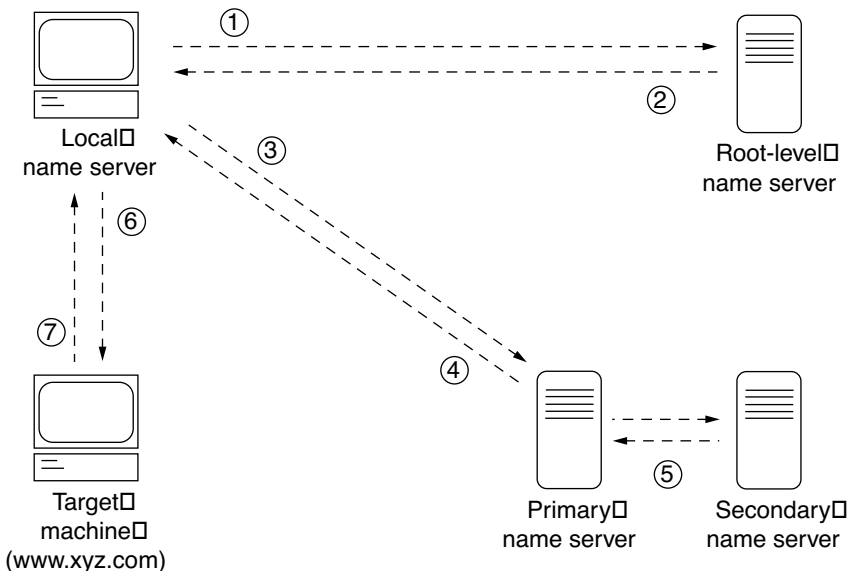 ①
②
Local
name server
Root-level
name server
③
⑥
⑦
④
⑤
Target
machine
(www.xyz.com)
Primary
name server
Secondary
name server